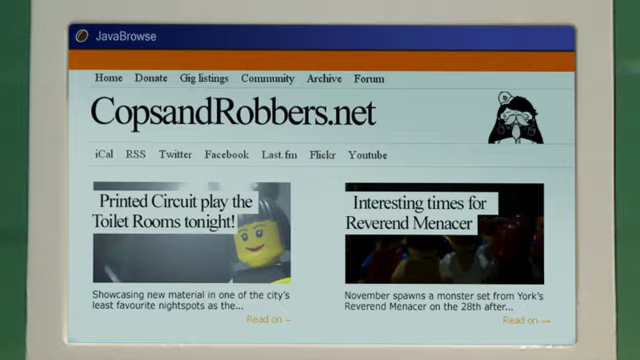 JavaBrowse
Home Donate Gig listings Community Archive Forum
CopsandRobbers.net
iCal RSS Twitter Facebook Last.fm Flickr Youtube
Printed Circuit play the
Toilet Rooms tonight!
Showcasing new material in one of the city's
least favourite nightspots as the...
Read on –
Interesting times for
Reverend Menacer
November spawns a monster set from York's
Reverend Menacer on the 28th after...
Read on →